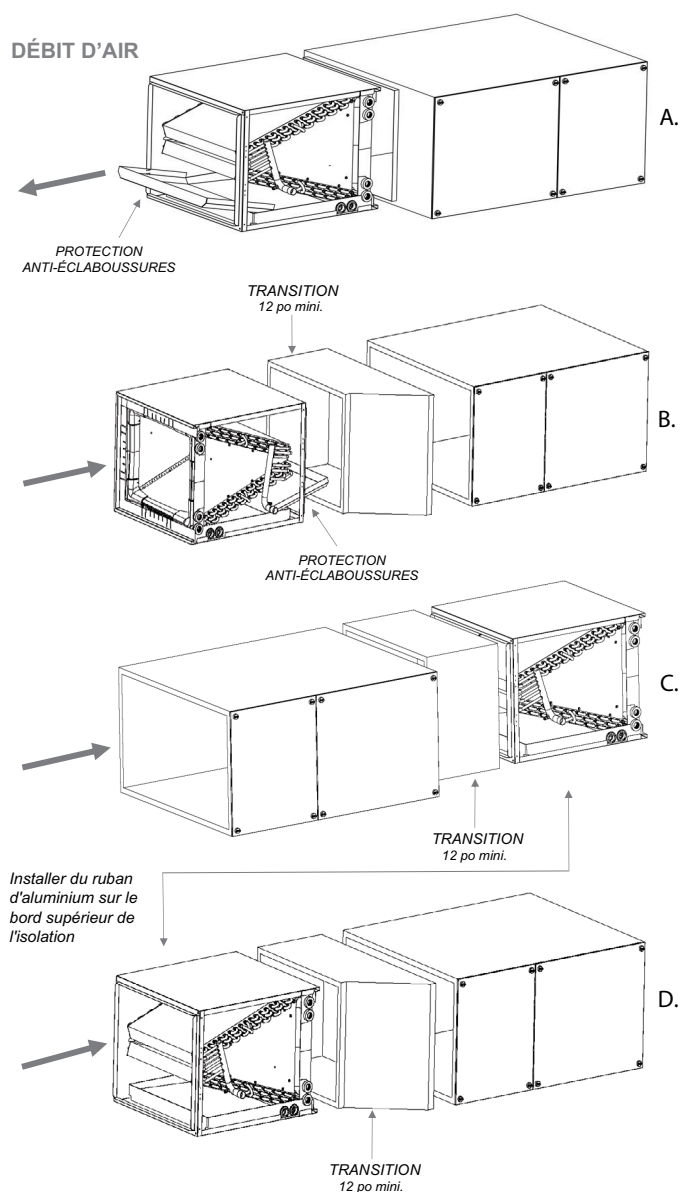 DÉBIT D'AIR
A.
PROTECTION
ANTI-ÉCLABOUSSURES
TRANSITION
12 po mini.
B.
PROTECTION
ANTI-ÉCLABOUSSURES
C.
TRANSITION
12 po mini.
Installer du ruban
d'aluminium sur le
bord supérieur de
l'isolation
D.
TRANSITION
12 po mini.